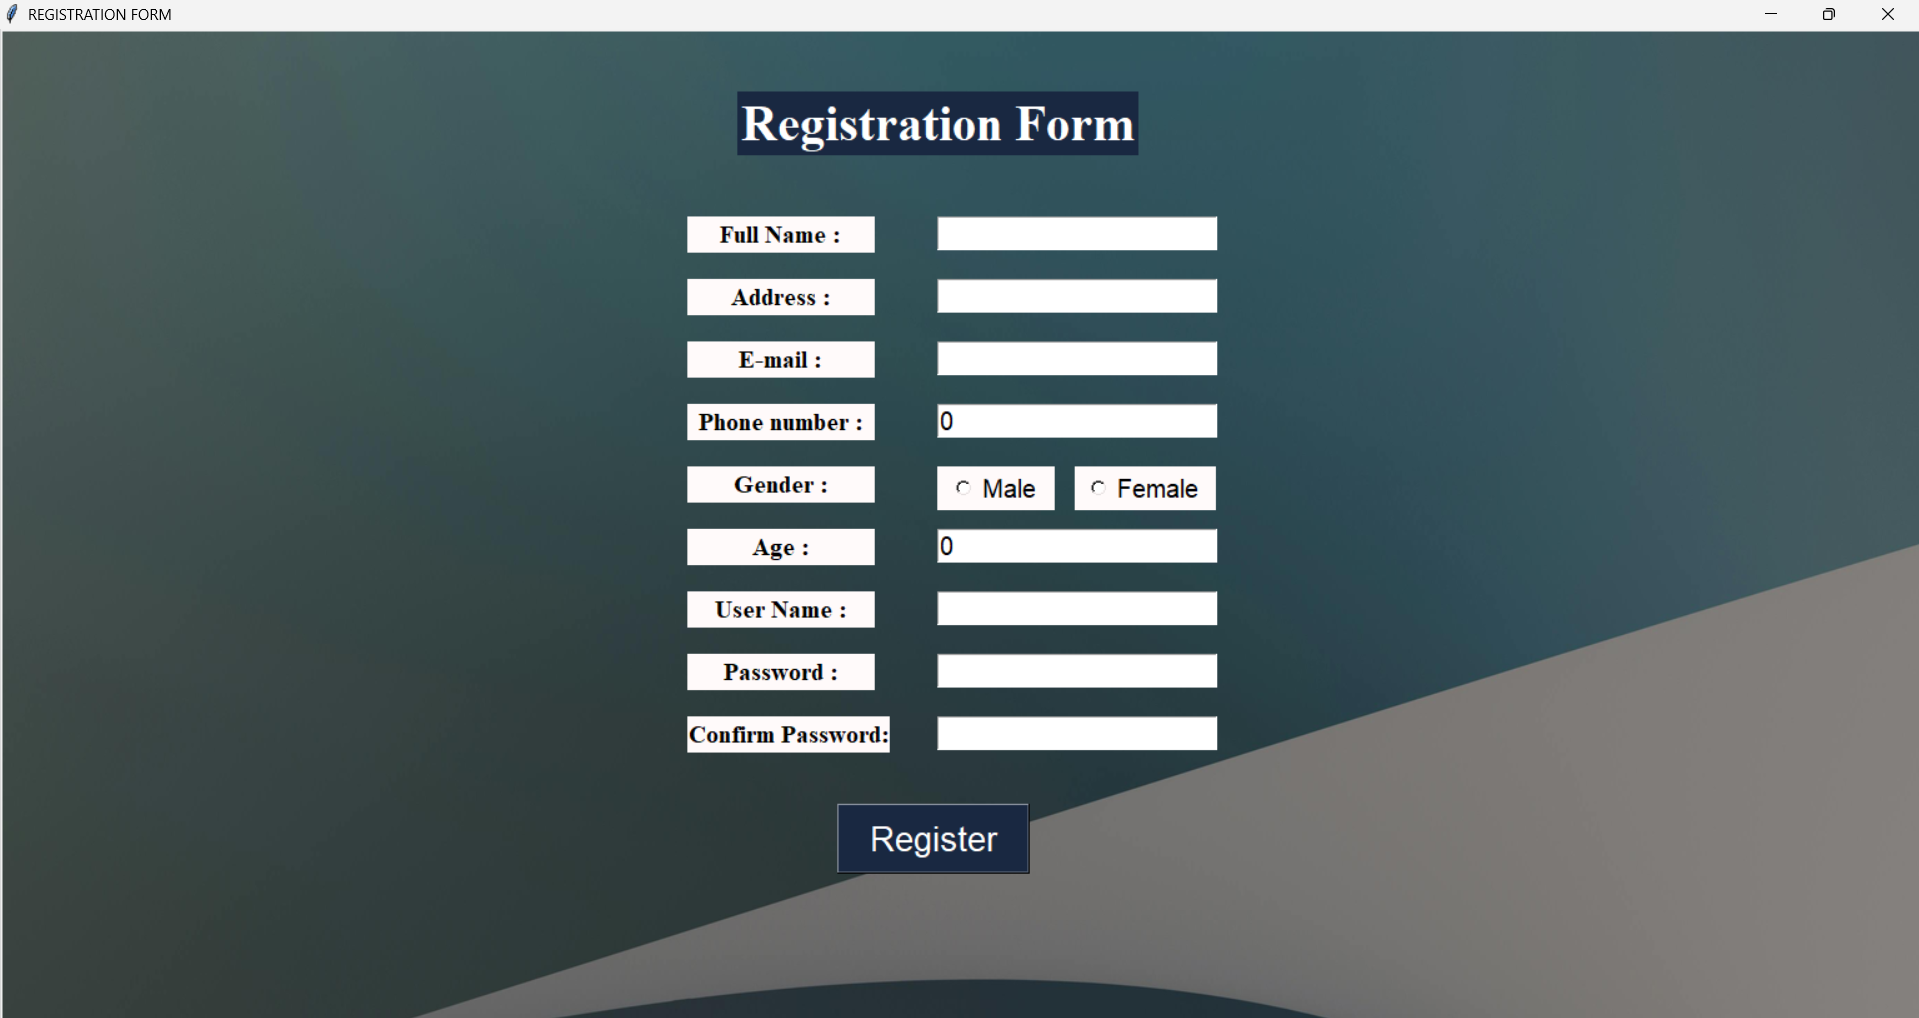 REGISTRATION FORM
Registration Form
Full Name :
Address :
E-mail :
Phone number : 0
Gender : Male Female
Age : 0
User Name :
Password :
Confirm Password:
Register